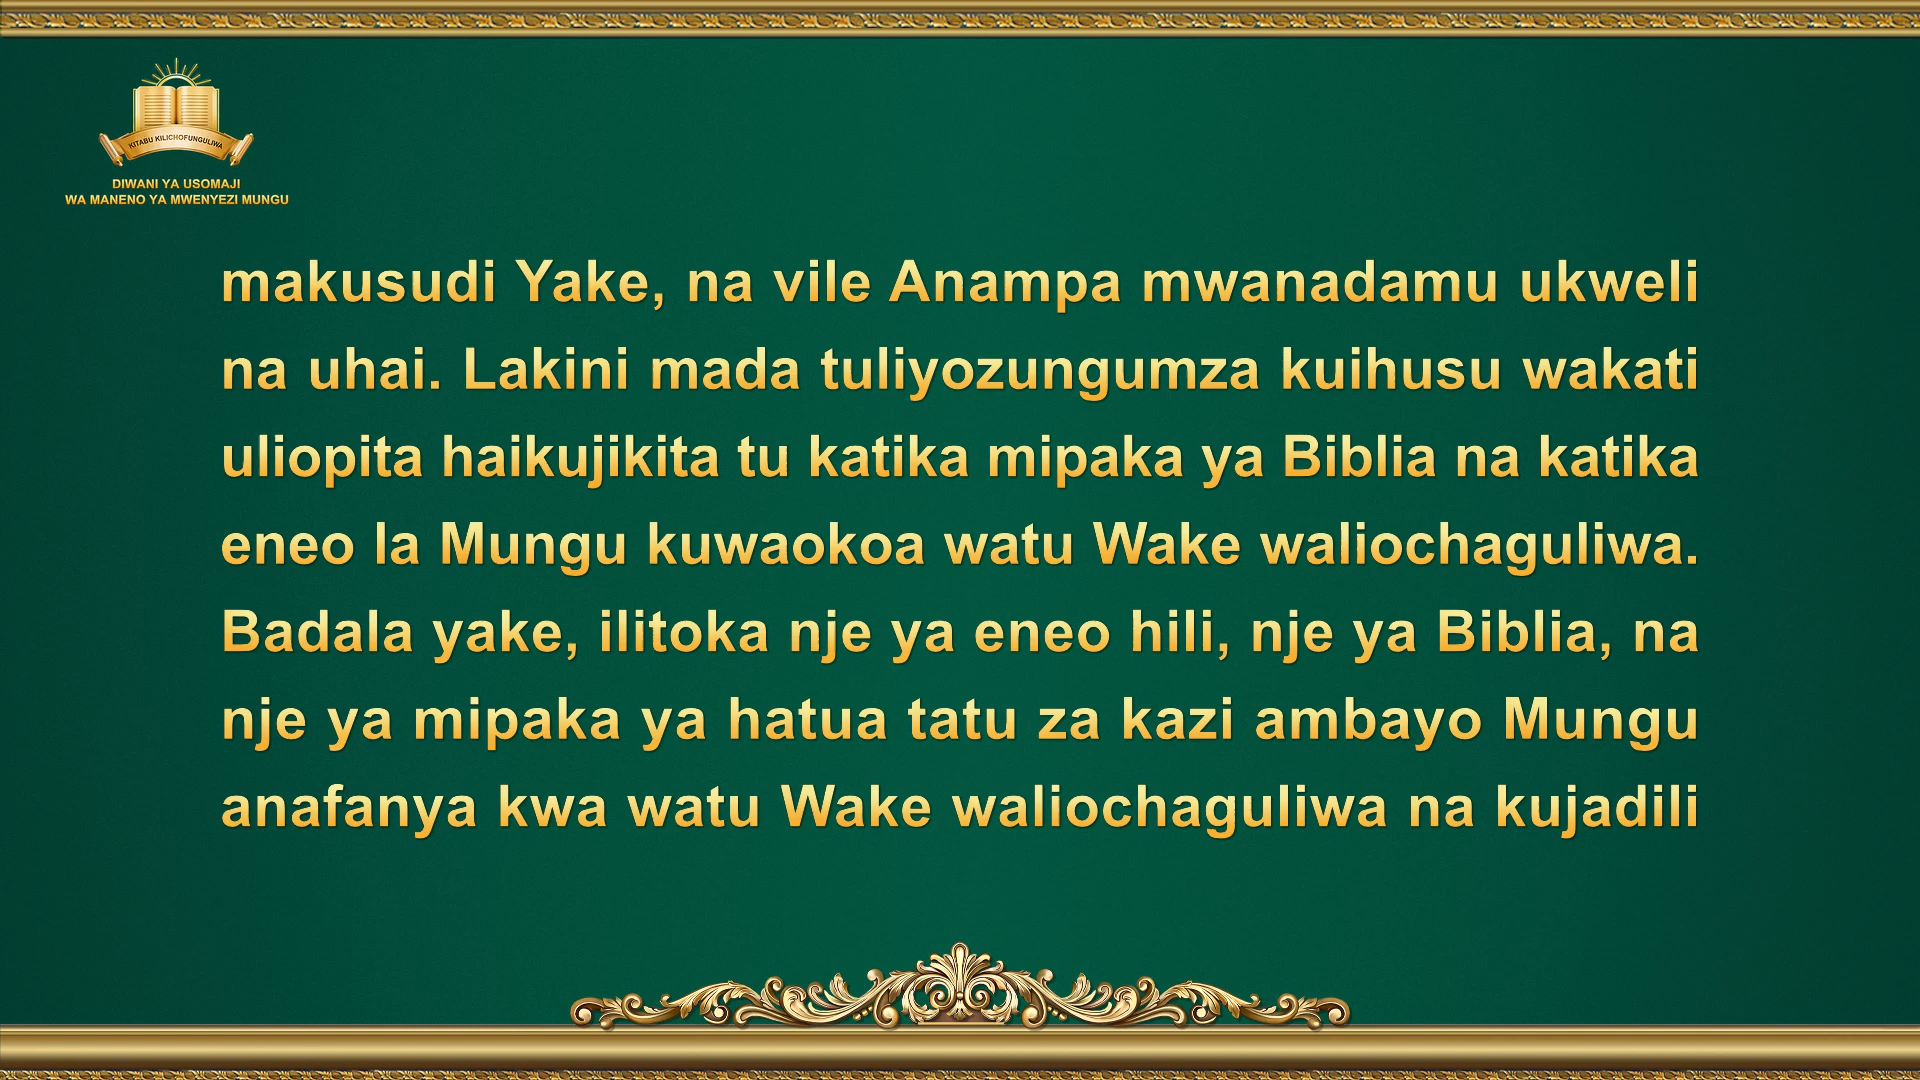 KITABU KILICHOFUNGULIWA
DIWANI YA USOMAJI
WA MANENO YA MWENYEZI MUNGU
makusudi Yake, na vile Anampa mwanadamu ukweli
na uhai. Lakini mada tuliyozungumza kuihusu wakati
uliopita haikujikita tu katika mipaka ya Biblia na katika
eneo la Mungu kuwaokoa watu Wake waliochaguliwa.
Badala yake, ilitoka nje ya eneo hili, nje ya Biblia, na
nje ya mipaka ya hatua tatu za kazi ambayo Mungu
anafanya kwa watu Wake waliochaguliwa na kujadili